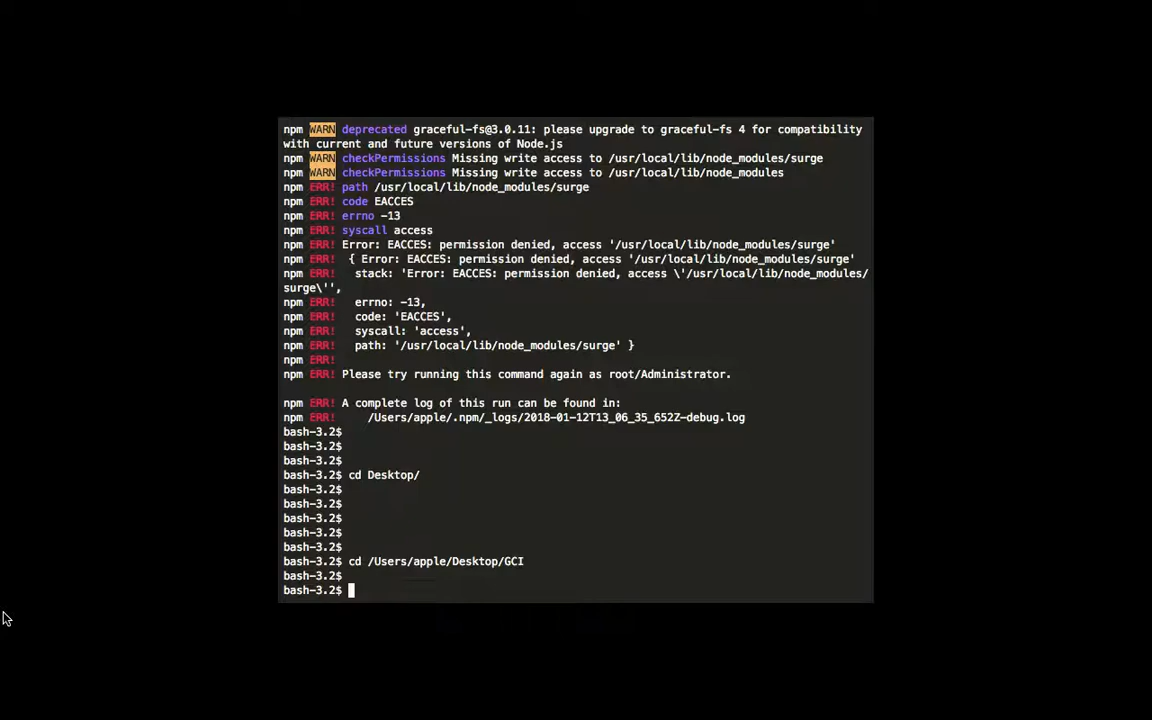 npm WARN deprecated graceful-fs@3.0.11: please upgrade to graceful-fs 4 for compatibility
with current and future versions of Node.js
npm WARN checkPermissions Missing write access to /usr/local/lib/node_modules/surge
npm WARN checkPermissions Missing write access to /usr/local/lib/node_modules
npm ERR! path /usr/local/lib/node_modules/surge
npm ERR! code EACCES
npm ERR! errno -13
npm ERR! syscall access
npm ERR! Error: EACCES: permission denied, access '/usr/local/lib/node_modules/surge'
npm ERR!  { Error: EACCES: permission denied, access '/usr/local/lib/node_modules/surge'
npm ERR!   stack: 'Error: EACCES: permission denied, access \'/usr/local/lib/node_modules/
surge\'',
npm ERR!   errno: -13,
npm ERR!   code: 'EACCES',
npm ERR!   syscall: 'access',
npm ERR!   path: '/usr/local/lib/node_modules/surge' }
npm ERR!
npm ERR! Please try running this command again as root/Administrator.
npm ERR! A complete log of this run can be found in:
npm ERR!     /Users/apple/.npm/_logs/2018-01-12T13_06_35_652Z-debug.log
bash-3.2$
bash-3.2$
bash-3.2$
bash-3.2$ cd Desktop/
bash-3.2$
bash-3.2$
bash-3.2$
bash-3.2$
bash-3.2$
bash-3.2$ cd /Users/apple/Desktop/GCI
bash-3.2$
bash-3.2$